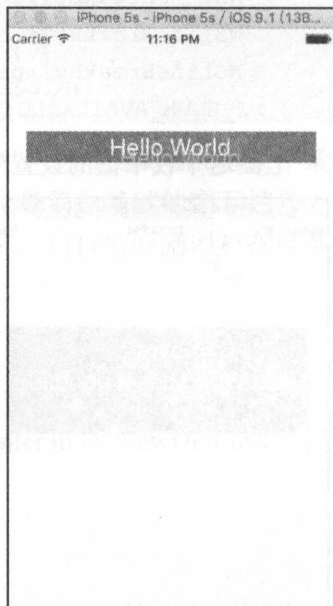 iPhone 5s - iPhone 5s / iOS 9.1 (13B...
Carrier 11:16 PM
Hello World